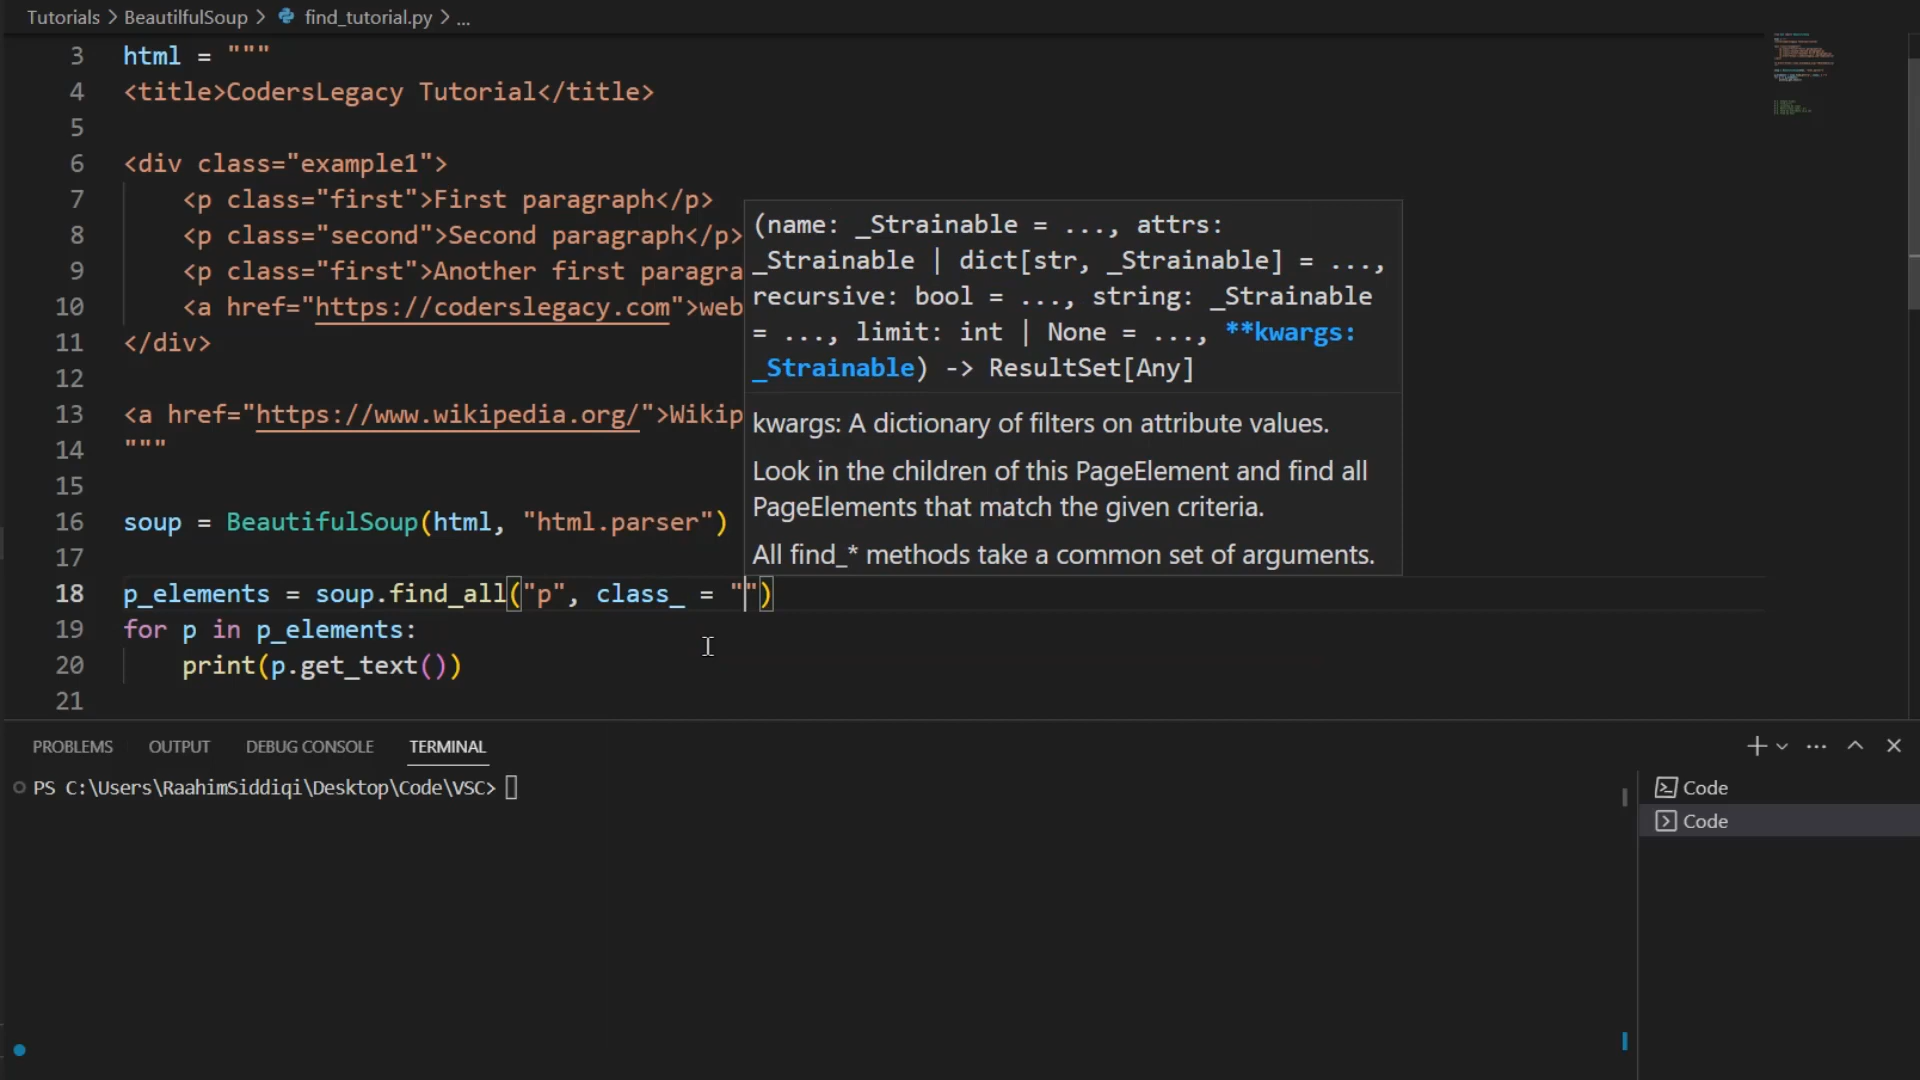 Tutorials > BeautilfulSoup > find_tutorial.py > ...
3 html = """
4 <title>CodersLegacy Tutorial</title>
5
6 <div class="example1">
7 <p class="first">First paragraph</p>
8 <p class="second">Second paragraph</p>
9 <p class="first">Another first paragra
10 <a href="https://coderslegacy.com">web
11 </div>
12
13 <a href="https://www.wikipedia.org/">Wikip
14 """
15
16 soup = BeautifulSoup(html, "html.parser")
17
18 p_elements = soup.find_all("p", class_ = "")
19 for p in p_elements:
20 print(p.get_text())
21
(name: _Strainable = ..., attrs:
_Strainable | dict[str, _Strainable] = ...,
recursive: bool = ..., string: _Strainable
= ..., limit: int | None = ..., **kwargs:
_Strainable) -> ResultSet[Any]
kwargs: A dictionary of filters on attribute values.
Look in the children of this PageElement and find all
PageElements that match the given criteria.
All find_* methods take a common set of arguments.
PROBLEMS OUTPUT DEBUG CONSOLE TERMINAL
PS C:\Users\RaahimSiddiqi\Desktop\Code\VSC>
Code
Code